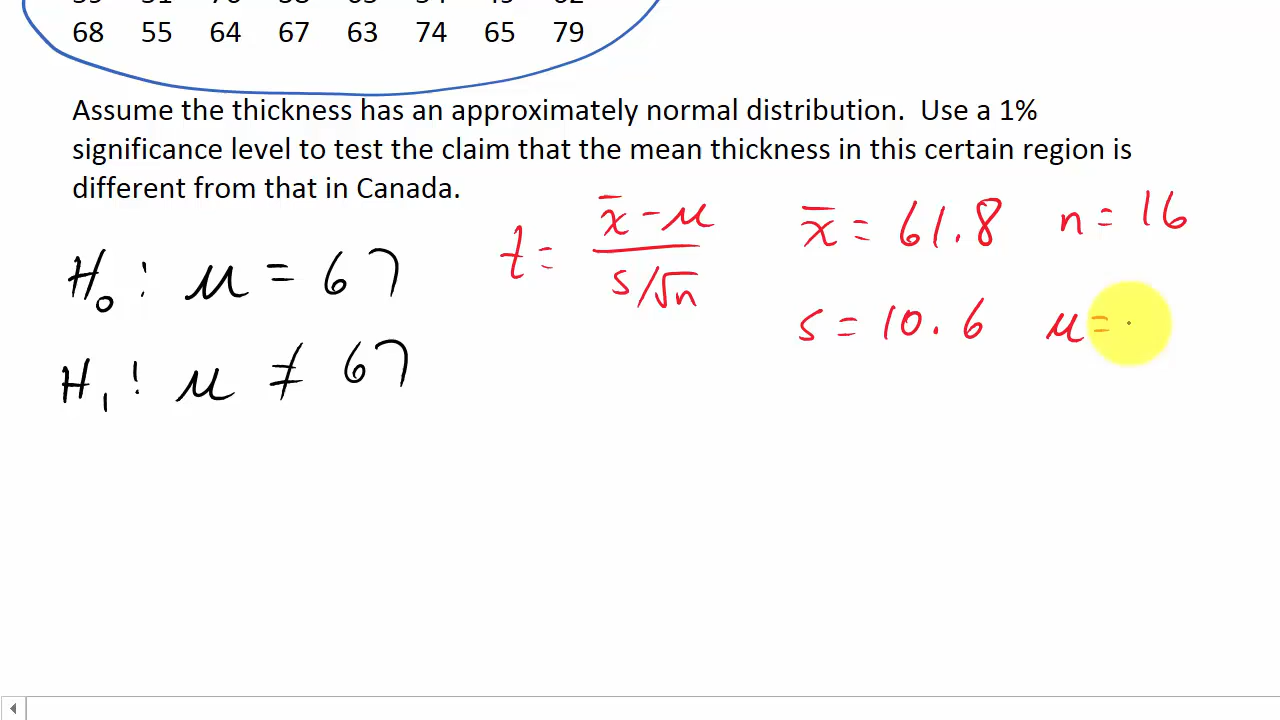 68 55 64 67 63 74 65 79
Assume the thickness has an approximately normal distribution. Use a 1%
significance level to test the claim that the mean thickness in this certain region is
different from that in Canada.
t = x̄ - μ / s/√n
x̄ = 61.8 n = 16
H₀ : μ = 67
s = 10.6 μ =
H₁ : μ ≠ 67